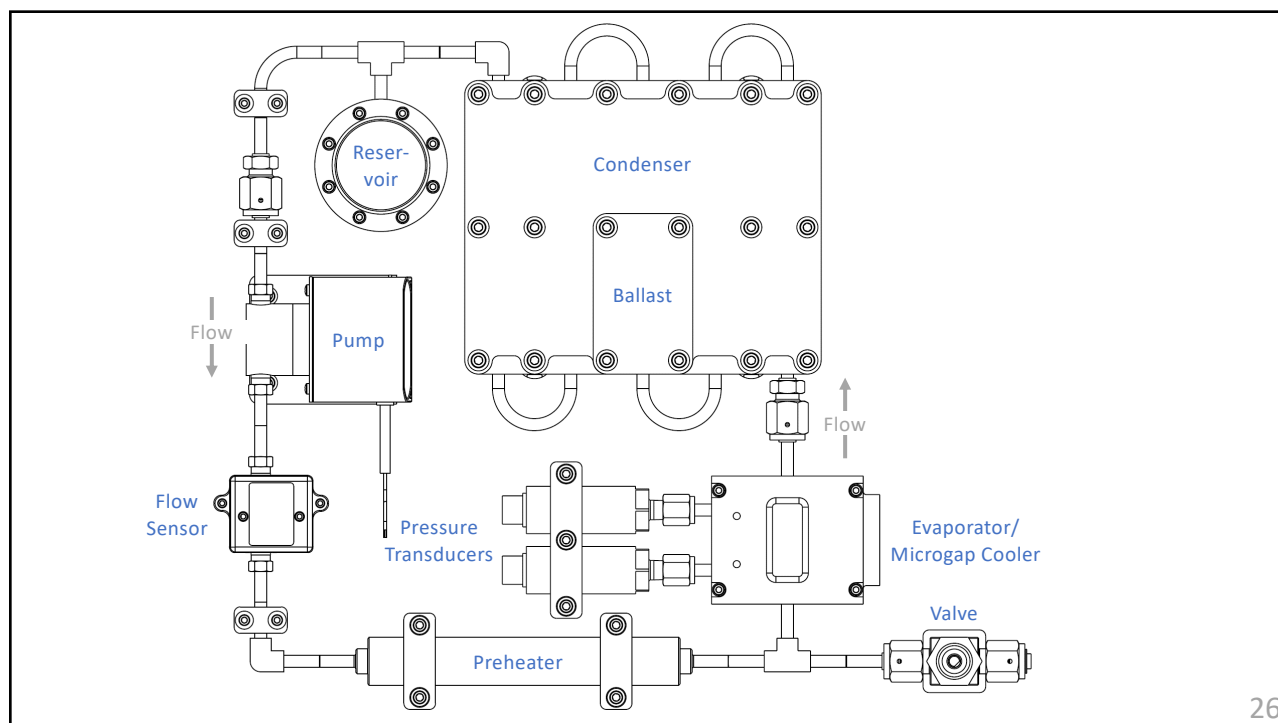 Reser-
voir
Condenser
Ballast
Flow
Pump
Flow
Flow
Sensor
Pressure
Transducers
Evaporator/
Microgap Cooler
Valve
Preheater
26